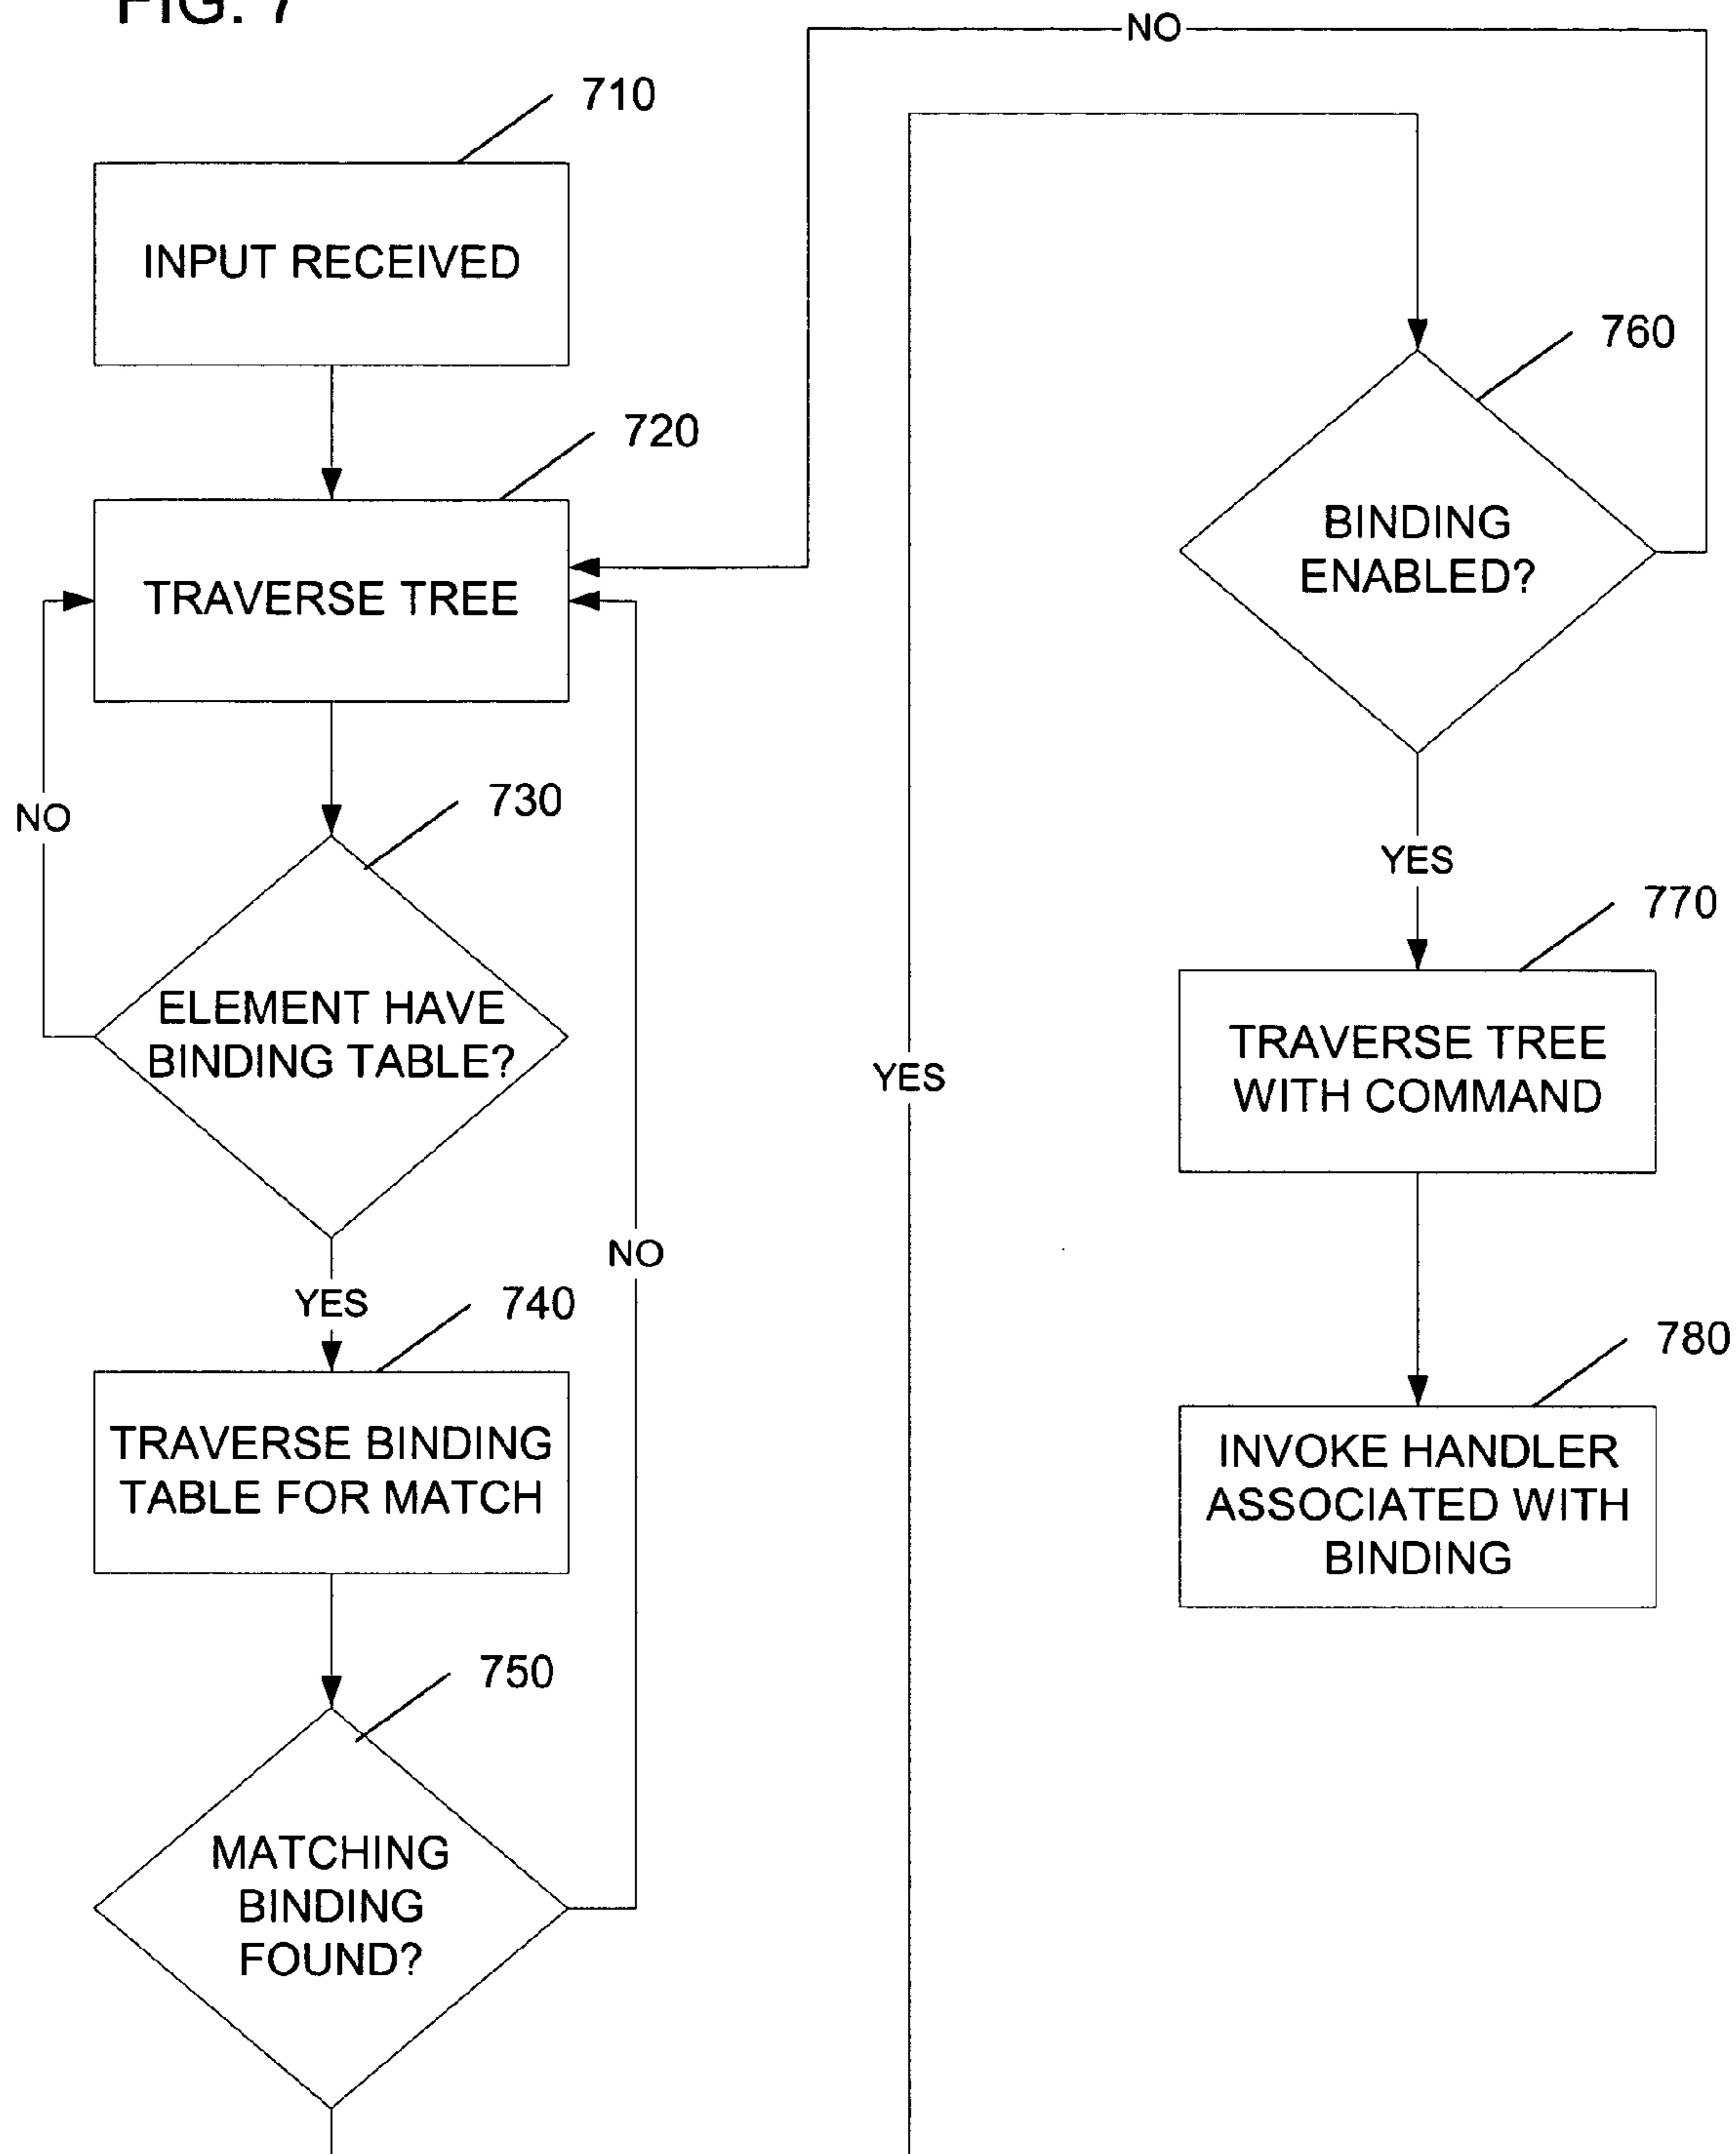 FIG. 7
NO
710
INPUT RECEIVED
760
720
BINDING
ENABLED?
TRAVERSE TREE
730
NO
YES
770
ELEMENT HAVE
BINDING TABLE?
TRAVERSE TREE
WITH COMMAND
YES
NO
YES
740
780
TRAVERSE BINDING
TABLE FOR MATCH
INVOKE HANDLER
ASSOCIATED WITH
BINDING
750
MATCHING
BINDING
FOUND?